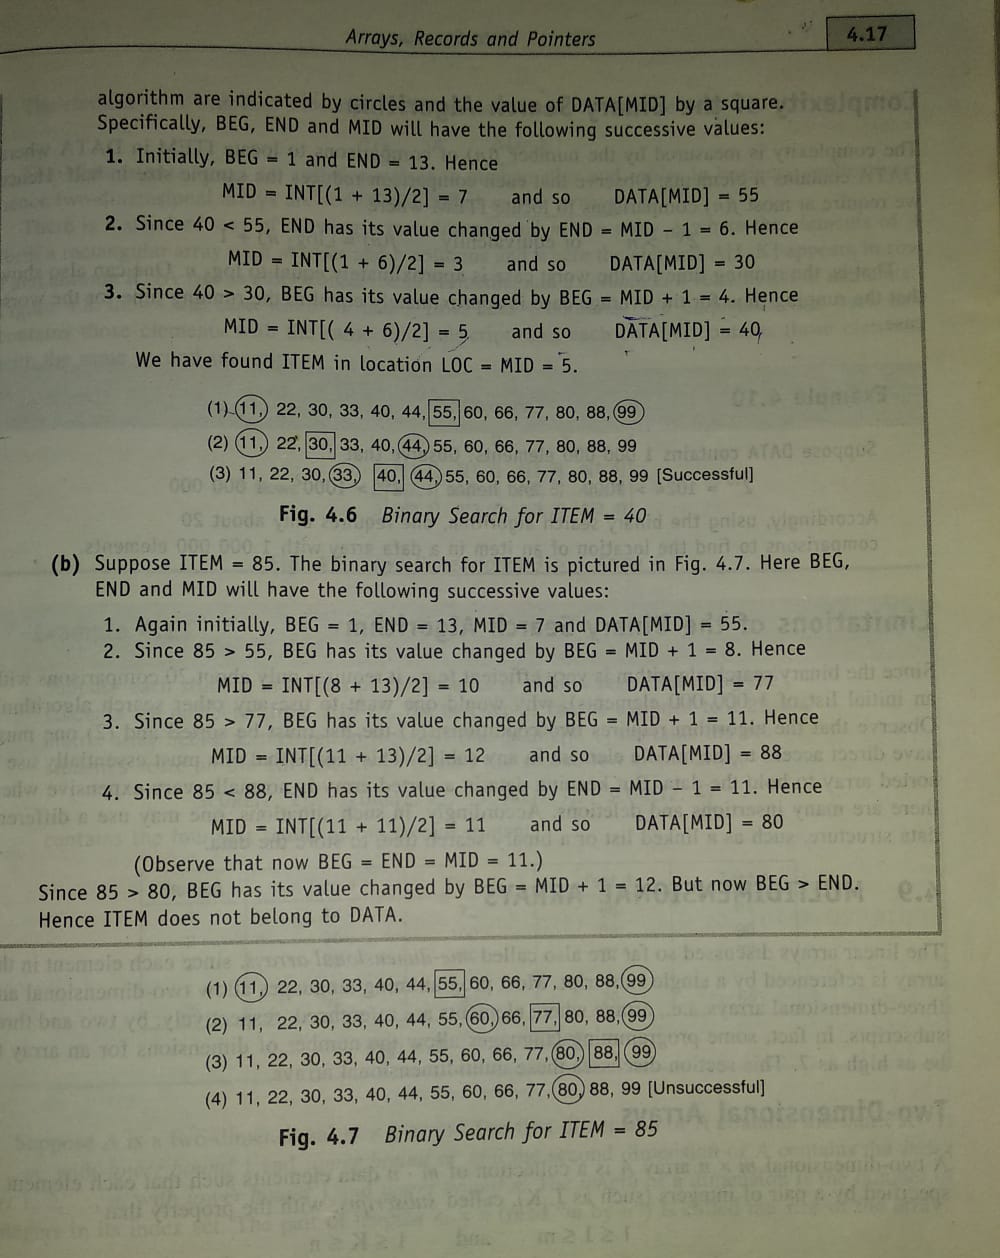 Arrays, Records and Pointers 4.17
algorithm are indicated by circles and the value of DATA[MID] by a square.
Specifically, BEG, END and MID will have the following successive values:
1. Initially, BEG = 1 and END = 13. Hence
MID = INT[(1 + 13)/2] = 7 and so DATA[MID] = 55
2. Since 40 < 55, END has its value changed by END = MID – 1 = 6. Hence
MID = INT[(1 + 6)/2] = 3 and so DATA[MID] = 30
3. Since 40 > 30, BEG has its value changed by BEG = MID + 1 = 4. Hence
MID = INT[( 4 + 6)/2] = 5 and so DATA[MID] = 40
We have found ITEM in location LOC = MID = 5.
(1) 11, 22, 30, 33, 40, 44, 55, 60, 66, 77, 80, 88, 99
(2) 11, 22, 30, 33, 40, 44, 55, 60, 66, 77, 80, 88, 99
(3) 11, 22, 30, 33, 40, 44, 55, 60, 66, 77, 80, 88, 99 [Successful]
Fig. 4.6 Binary Search for ITEM = 40
(b) Suppose ITEM = 85. The binary search for ITEM is pictured in Fig. 4.7. Here BEG,
END and MID will have the following successive values:
1. Again initially, BEG = 1, END = 13, MID = 7 and DATA[MID] = 55.
2. Since 85 > 55, BEG has its value changed by BEG = MID + 1 = 8. Hence
MID = INT[(8 + 13)/2] = 10 and so DATA[MID] = 77
3. Since 85 > 77, BEG has its value changed by BEG = MID + 1 = 11. Hence
MID = INT[(11 + 13)/2] = 12 and so DATA[MID] = 88
4. Since 85 < 88, END has its value changed by END = MID – 1 = 11. Hence
MID = INT[(11 + 11)/2] = 11 and so DATA[MID] = 80
(Observe that now BEG = END = MID = 11.)
Since 85 > 80, BEG has its value changed by BEG = MID + 1 = 12. But now BEG > END.
Hence ITEM does not belong to DATA.
(1) 11, 22, 30, 33, 40, 44, 55, 60, 66, 77, 80, 88, 99
(2) 11, 22, 30, 33, 40, 44, 55, 60, 66, 77, 80, 88, 99
(3) 11, 22, 30, 33, 40, 44, 55, 60, 66, 77, 80, 88, 99
(4) 11, 22, 30, 33, 40, 44, 55, 60, 66, 77, 80, 88, 99 [Unsuccessful]
Fig. 4.7 Binary Search for ITEM = 85